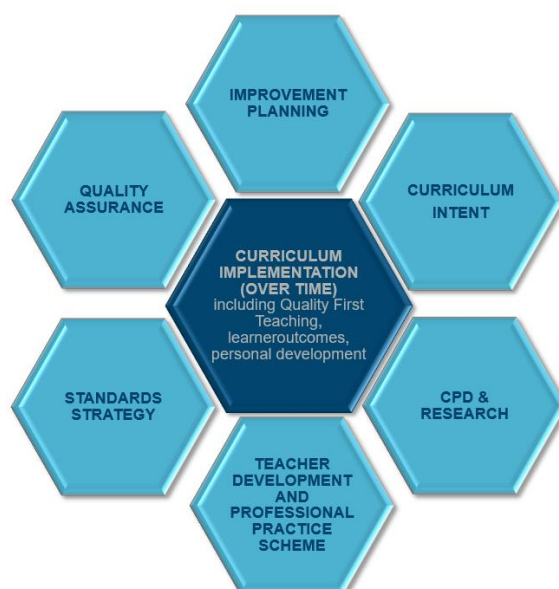 IMPROVEMENT
PLANNING
QUALITY
ASSURANCE
CURRICULUM
INTENT
CURRICULUM
IMPLEMENTATION
(OVER TIME)
including Quality First
Teaching,
learneroutcomes,
personal development
STANDARDS
STRATEGY
CPD &
RESEARCH
TEACHER
DEVELOPMENT
AND
PROFESSIONAL
PRACTICE
SCHEME